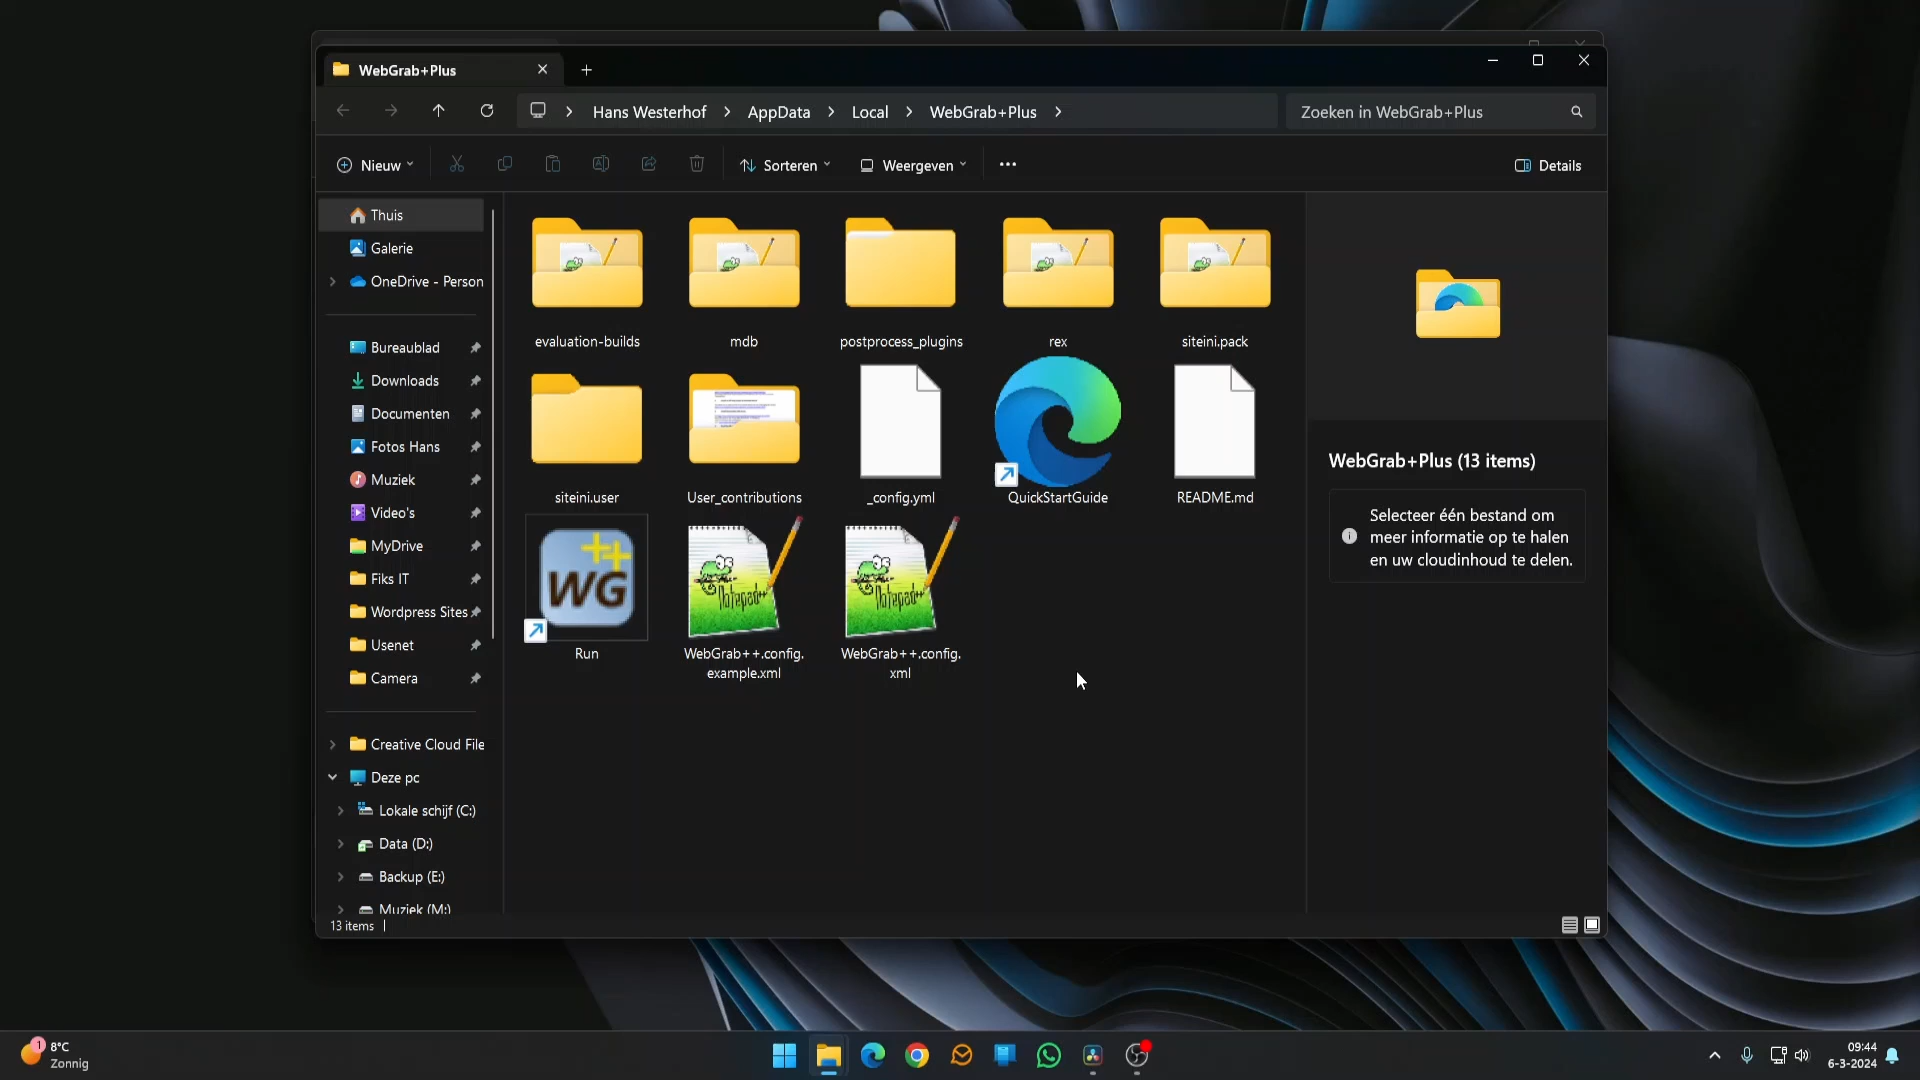 WebGrab+Plus
Hans Westerhof
AppData
Local
WebGrab+Plus
Zoeken in WebGrab+Plus
Nieuw
Sorteren
Weergeven
Details
Thuis
Galerie
OneDrive - Person
Bureaublad
Downloads
Documenten
Fotos Hans
Muziek
Video's
MyDrive
Fiks IT
Wordpress Sites
Usenet
Camera
Creative Cloud File
Deze pc
Lokale schijf (C:)
Data (D:)
Backup (E:)
Muziek (M:)
evaluation-builds
mdb
postprocess_plugins
rex
siteini.pack
siteini.user
User_contributions
_config.yml
QuickStartGuide
README.md
++
WG
Notepad++
Notepad++
Run
WebGrab++.config.
example.xml
WebGrab++.config.
xml
WebGrab+Plus (13 items)
Selecteer één bestand om
meer informatie op te halen
en uw cloudinhoud te delen.
13 items
1
8°C
Zonnig
09:44
6-3-2024